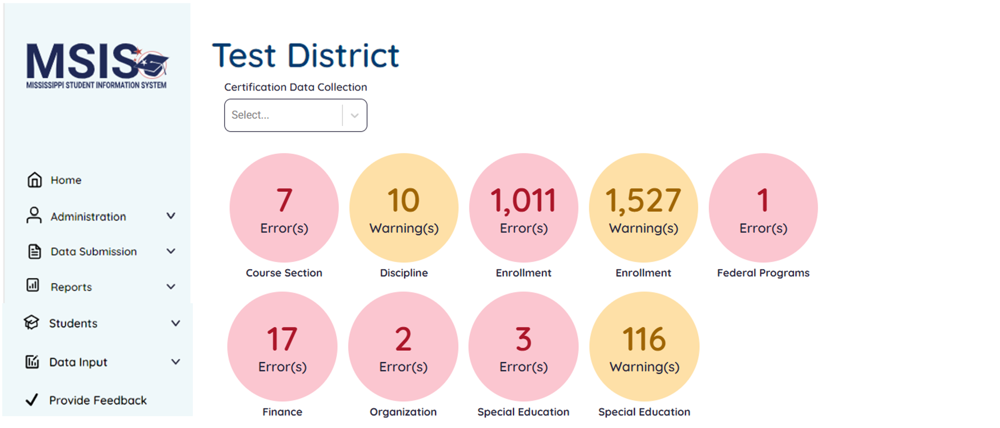 MSIS
MISSISSIPPI STUDENT INFORMATION SYSTEM
Home
Administration
Data Submission
Reports
Students
Data Input
Provide Feedback
Test District
Certification Data Collection
Select...
7
Error(s)
Course Section
10
Warning(s)
Discipline
1,011
Error(s)
Enrollment
1,527
Warning(s)
Enrollment
1
Error(s)
Federal Programs
17
Error(s)
Finance
2
Error(s)
Organization
3
Error(s)
Special Education
116
Warning(s)
Special Education